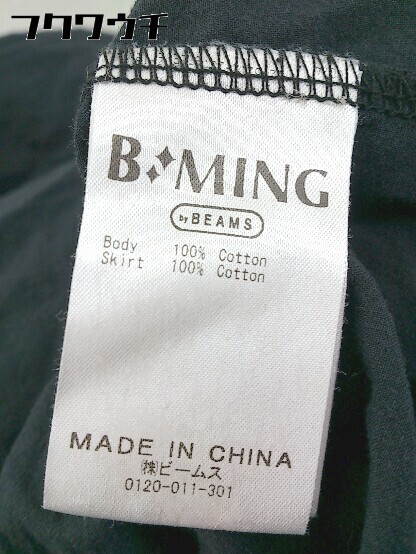 フクワウチ
B:MING
by BEAMS
Body 100% Cotton
Skirt 100% Cotton
MADE IN CHINA
㈱ビームス
0120-011-301